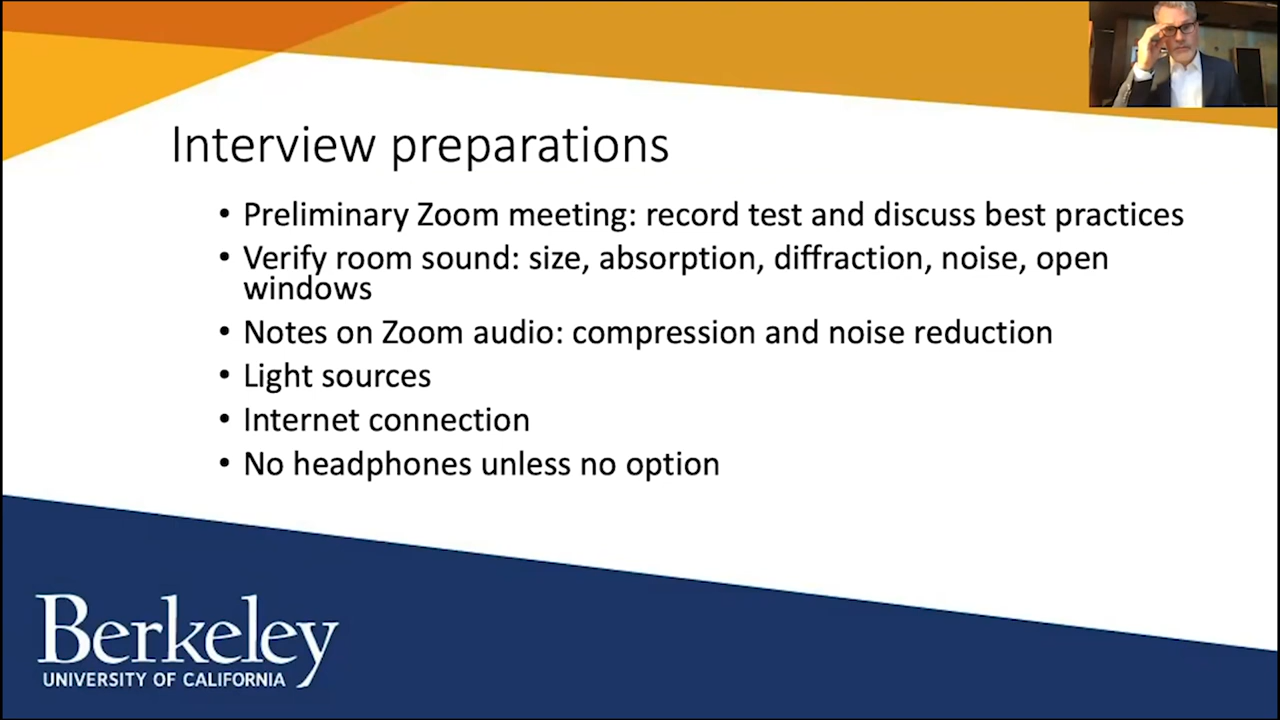 Interview preparations
• Preliminary Zoom meeting: record test and discuss best practices
• Verify room sound: size, absorption, diffraction, noise, open
windows
• Notes on Zoom audio: compression and noise reduction
• Light sources
• Internet connection
• No headphones unless no option
Berkeley
UNIVERSITY OF CALIFORNIA